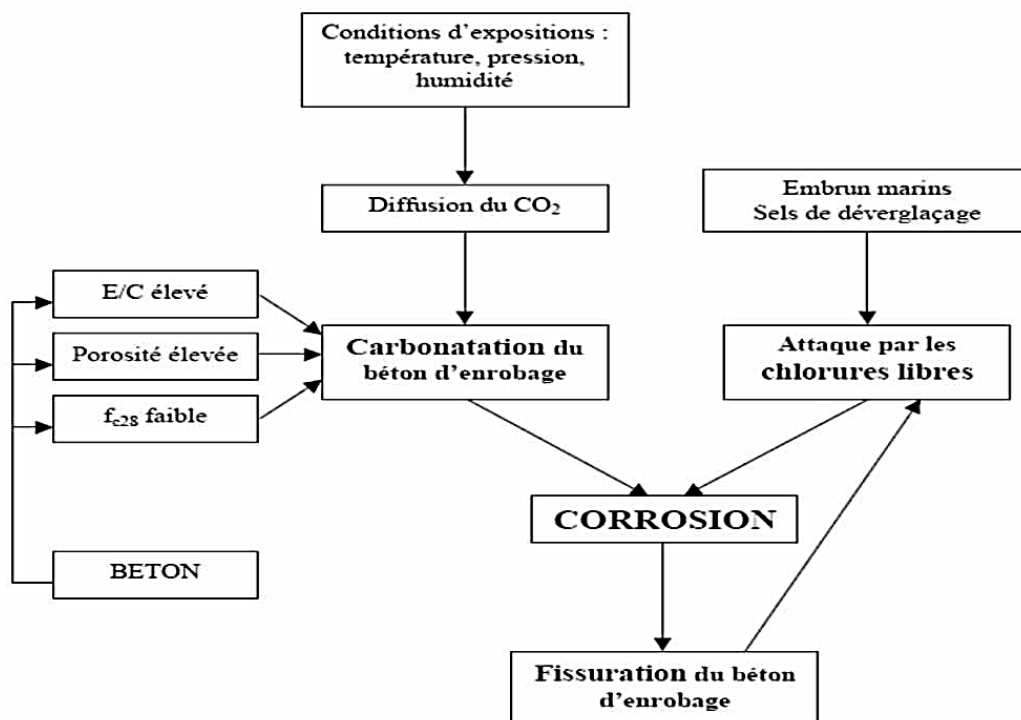 Conditions d'expositions :
température, pression,
humidité
Diffusion du CO₂
Embrun marins
Sels de déverglaçage
E/C élevé
Porosité élevée
fc28 faible
Carbonatation du
béton d'enrobage
Attaque par les
chlorures libres
CORROSION
BETON
Fissuration du béton
d'enrobage